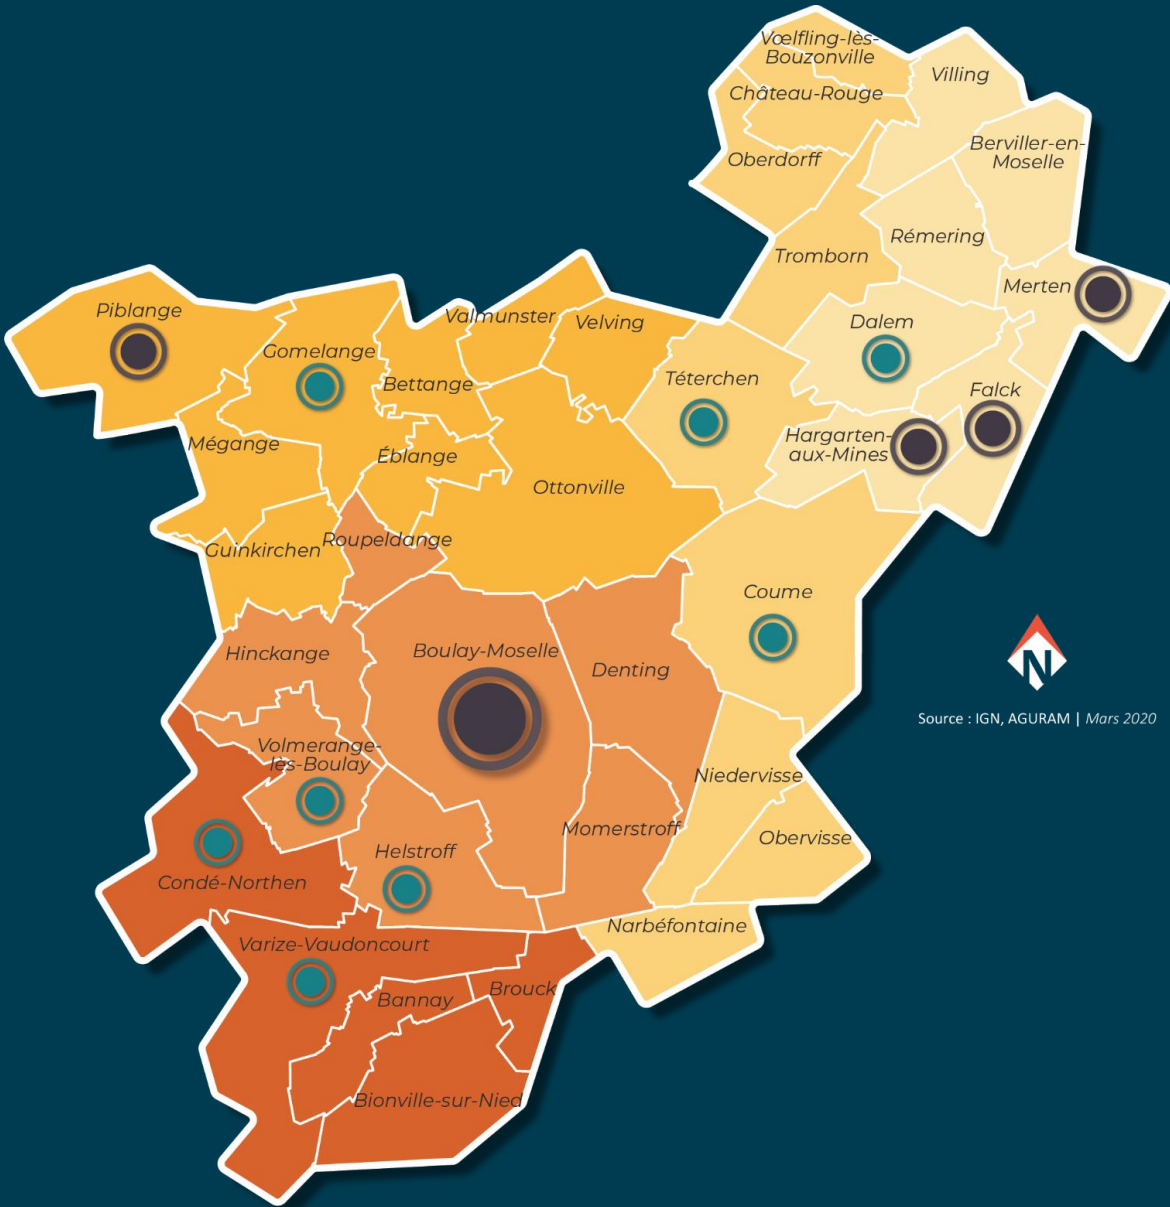 Vœlfling-lès-
Bouzonville
Villing
Château-Rouge
Berviller-en-
Moselle
Oberdorff
Rémering
Tromborn
Merten
Piblange
Valmunster
Velving
Dalem
Gomelange
Bettange
Téterchen
Falck
Mégange
Éblange
Hargarten-
aux-Mines
Ottonville
Guinkirchen
Roupeldange
Coume
Hinckange
Boulay-Moselle
Denting
N
Source : IGN, AGURAM | Mars 2020
Volmerange-
lès-Boulay
Niedervisse
Momerstroff
Obervisse
Helstroff
Condé-Northen
Narbéfontaine
Varize-Vaudoncourt
Brouck
Bannay
Bionville-sur-Nied